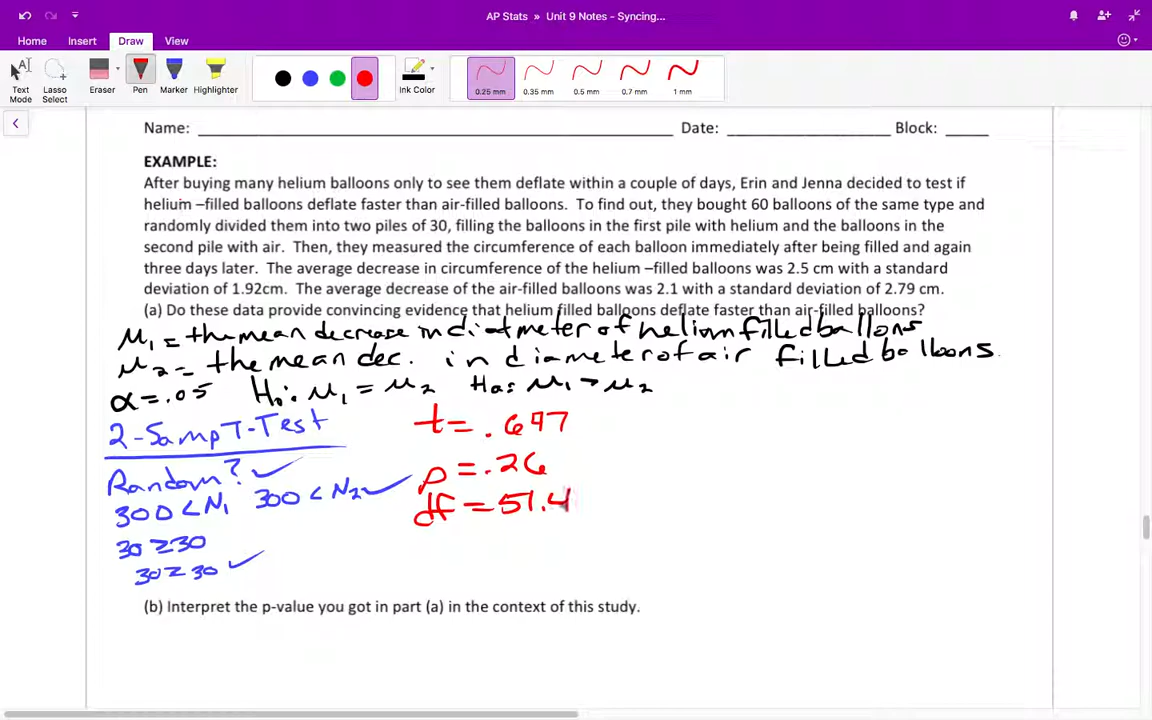 AP Stats » Unit 9 Notes - Syncing...
Home Insert Draw View
Text Mode
Lasso Select
Eraser
Pen
Marker
Highlighter
Ink Color
0.25 mm
0.35 mm
0.5 mm
0.7 mm
1 mm
Name: Date: Block:
EXAMPLE:
After buying many helium balloons only to see them deflate within a couple of days, Erin and Jenna decided to test if
helium –filled balloons deflate faster than air-filled balloons. To find out, they bought 60 balloons of the same type and
randomly divided them into two piles of 30, filling the balloons in the first pile with helium and the balloons in the
second pile with air. Then, they measured the circumference of each balloon immediately after being filled and again
three days later. The average decrease in circumference of the helium –filled balloons was 2.5 cm with a standard
deviation of 1.92cm. The average decrease of the air-filled balloons was 2.1 with a standard deviation of 2.79 cm.
(a) Do these data provide convincing evidence that helium filled balloons deflate faster than air-filled balloons?
μ₁ = the mean decrease in diatmeter of helium filled balloons
μ₂ = the mean dec. in diameter of air filled balloons.
α = .05 H₀: μ₁ = μ₂ Ha: μ₁ > μ₂
2-SampT-Test
Random? ✓
300 < N₁ 300 < N₂ ✓
30 ≥ 30
30 ≥ 30 ✓
t = .647
p = .26
df = 51.4
(b) Interpret the p-value you got in part (a) in the context of this study.